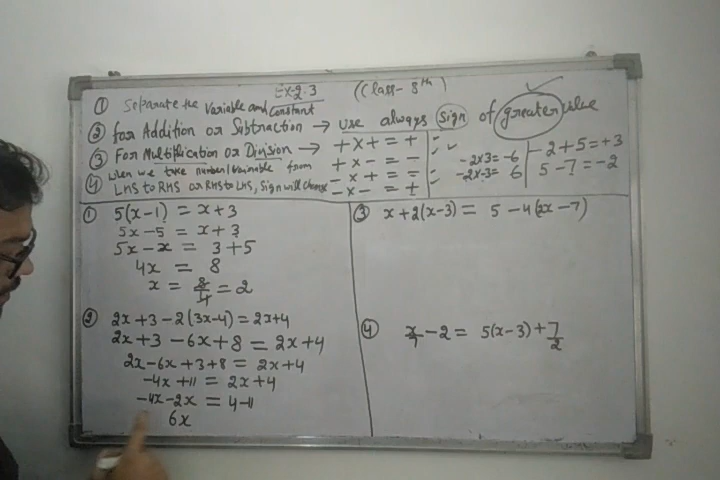 Ex-2.3 (Class-8th)
① Separate the Variable and Constant
② For Addition or Subtraction → use always sign of greater value
③ For Multiplication or Division → + x + = +
+ x - = -
- x + = -
- x - = +
-2x3= -6
-2x-3= 6
- 2 + 5 = +3
5 - 7 = -2
④ When we take number/variable from
LHS to RHS or RHS to LHS, sign will change
① 5(x-1) = x+3
5x-5 = x+3
5x-x = 3+5
4x = 8
x = 8/4 = 2
② 2x+3-2(3x-4) = 2x+4
2x+3-6x+8 = 2x+4
2x-6x+3+8 = 2x+4
-4x+11 = 2x+4
-4x-2x = 4-11
6x
③ x+2(x-3) = 5-4(2x-7)
④ x/7 - 2 = 5(x-3)+7/2